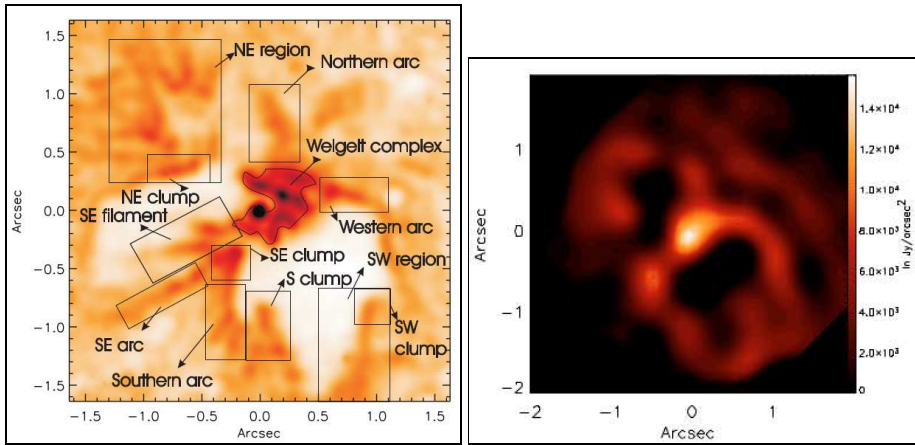 1.5
1.0
0.5
0.0
−0.5
−1.0
−1.5
Arcsec
NE region
Northern arc
Weigelt complex
NE clump
SE filament
Western arc
SE clump
SW region
S clump
SE arc
SW
clump
Southern arc
−1.5 −1.0 −0.5 0.0 0.5 1.0 1.5
Arcsec
1
0
−1
−2
Arcsec
−2 −1 0 1
Arcsec
1.4×10⁴
1.2×10⁴
1.0×10⁴
8.0×10³
6.0×10³
4.0×10³
2.0×10³
0
In Jy/arcsec²